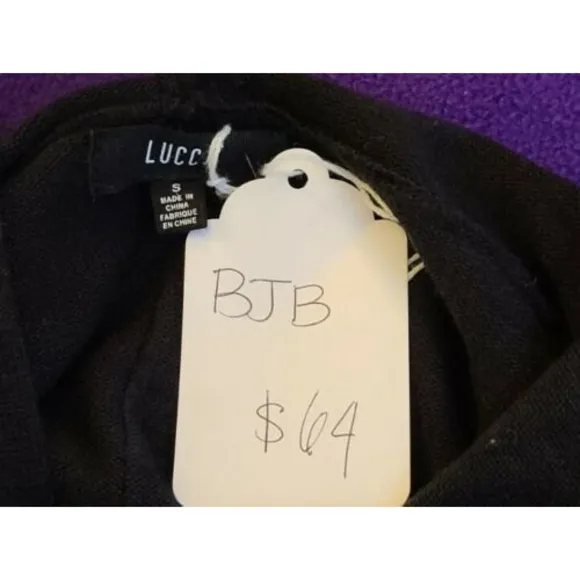 LUCC
S
MADE IN
CHINA
FABRIQUE
EN CHINE
BJB
$64